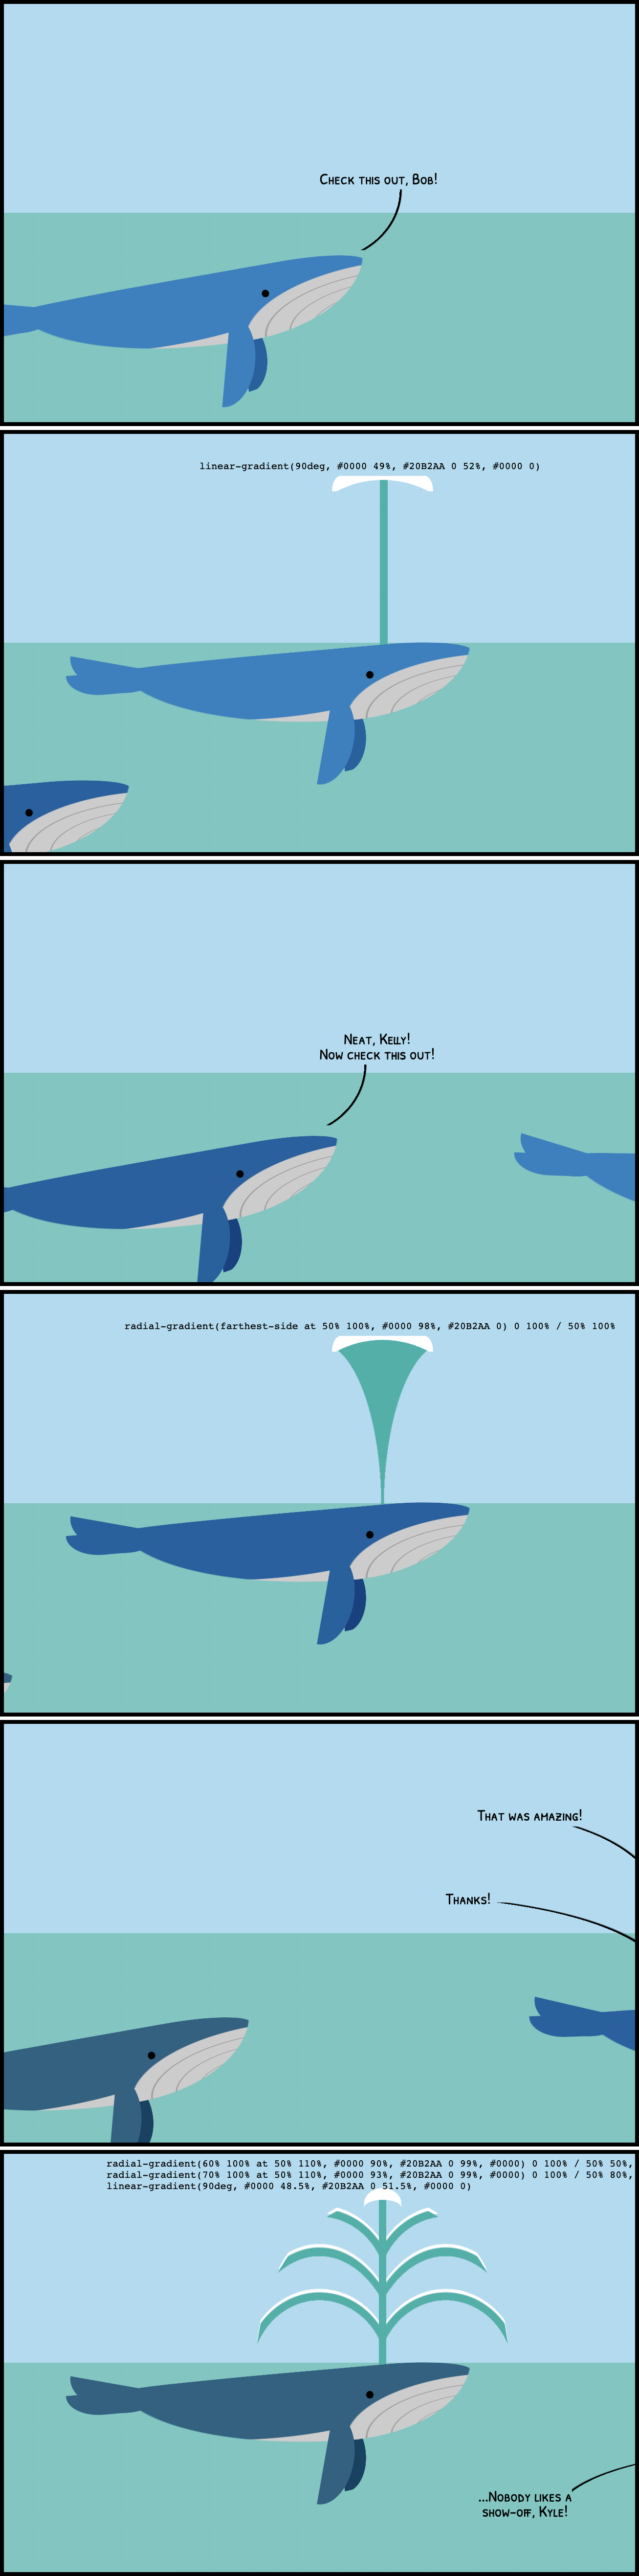 Check this out, Bob!
linear-gradient(90deg, #0000 49%, #20B2AA 0 52%, #0000 0)
Neat, Kelly!
Now check this out!
radial-gradient(farthest-side at 50% 100%, #0000 98%, #20B2AA 0) 0 100% / 50% 100%
That was amazing!
Thanks!
radial-gradient(60% 100% at 50% 110%, #0000 90%, #20B2AA 0 99%, #0000) 0 100% / 50% 50%,
radial-gradient(70% 100% at 50% 110%, #0000 93%, #20B2AA 0 99%, #0000) 0 100% / 50% 80%,
linear-gradient(90deg, #0000 48.5%, #20B2AA 0 51.5%, #0000 0)
...Nobody likes a
show-off, Kyle!